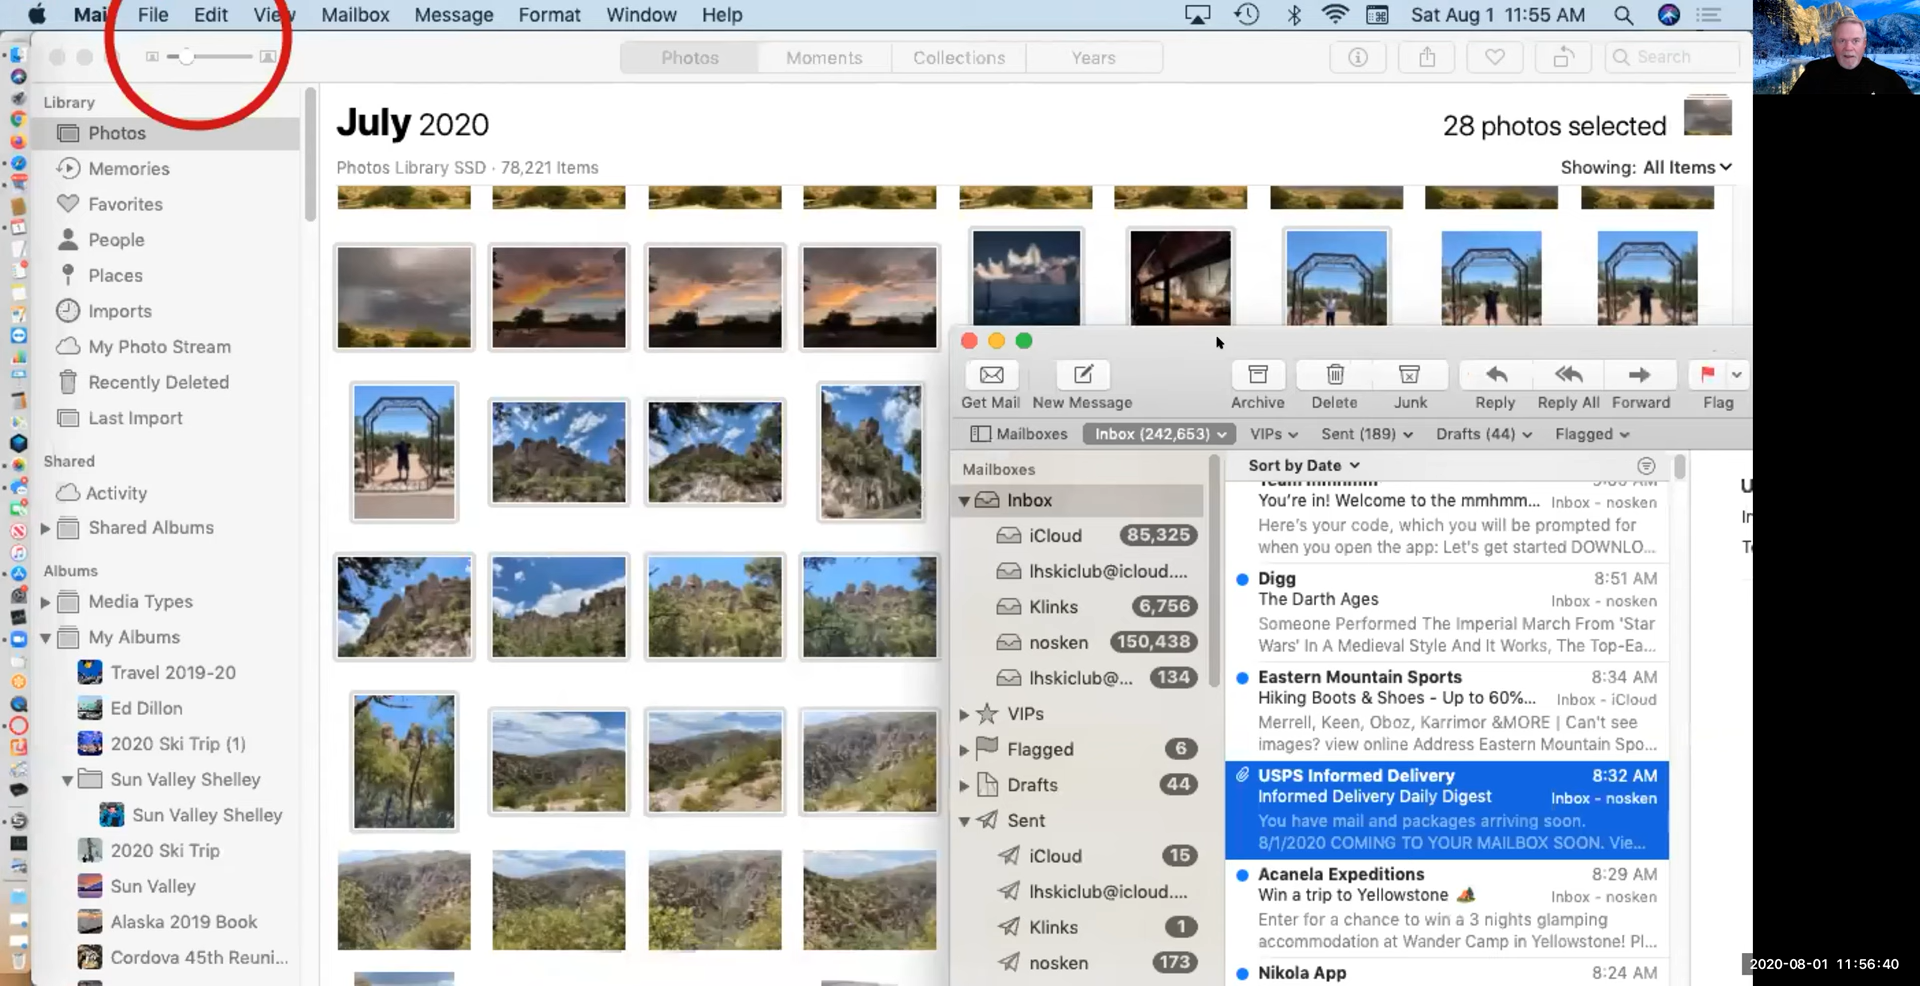 Mail File Edit View Mailbox Message Format Window Help Sat Aug 1 11:55 AM
Photos Moments Collections Years Search
Library
Photos
Memories
Favorites
People
Places
Imports
My Photo Stream
Recently Deleted
Last Import
Shared
Activity
Shared Albums
Albums
Media Types
My Albums
Travel 2019-20
Ed Dillon
2020 Ski Trip (1)
Sun Valley Shelley
Sun Valley Shelley
2020 Ski Trip
Sun Valley
Alaska 2019 Book
Cordova 45th Reuni...
July 2020
28 photos selected
Photos Library SSD · 78,221 Items
Showing: All Items
Get Mail New Message Archive Delete Junk Reply Reply All Forward Flag
Mailboxes Inbox (242,653) VIPs Sent (189) Drafts (44) Flagged
Mailboxes
Inbox
iCloud 85,325
lhskiclub@icloud....
Klinks 6,756
nosken 150,438
lhskiclub@... 134
VIPs
Flagged 6
Drafts 44
Sent
iCloud 15
lhskiclub@icloud....
Klinks 1
nosken 173
Sort by Date
You're in! Welcome to the mmhmm... Inbox - nosken
Here's your code, which you will be prompted for
when you open the app: Let's get started DOWNLO...
Digg 8:51 AM
The Darth Ages Inbox - nosken
Someone Performed The Imperial March From 'Star
Wars' In A Medieval Style And It Works, The Top-Ea...
Eastern Mountain Sports 8:34 AM
Hiking Boots & Shoes - Up to 60%... Inbox - iCloud
Merrell, Keen, Oboz, Karrimor &MORE | Can't see
images? view online Address Eastern Mountain Spo...
USPS Informed Delivery 8:32 AM
Informed Delivery Daily Digest Inbox - nosken
You have mail and packages arriving soon.
8/1/2020 COMING TO YOUR MAILBOX SOON. Vie...
Acanela Expeditions 8:29 AM
Win a trip to Yellowstone 🏕️ Inbox - nosken
Enter for a chance to win a 3 nights glamping
accommodation at Wander Camp in Yellowstone! Pl...
Nikola App 8:24 AM
2020-08-01 11:56:40